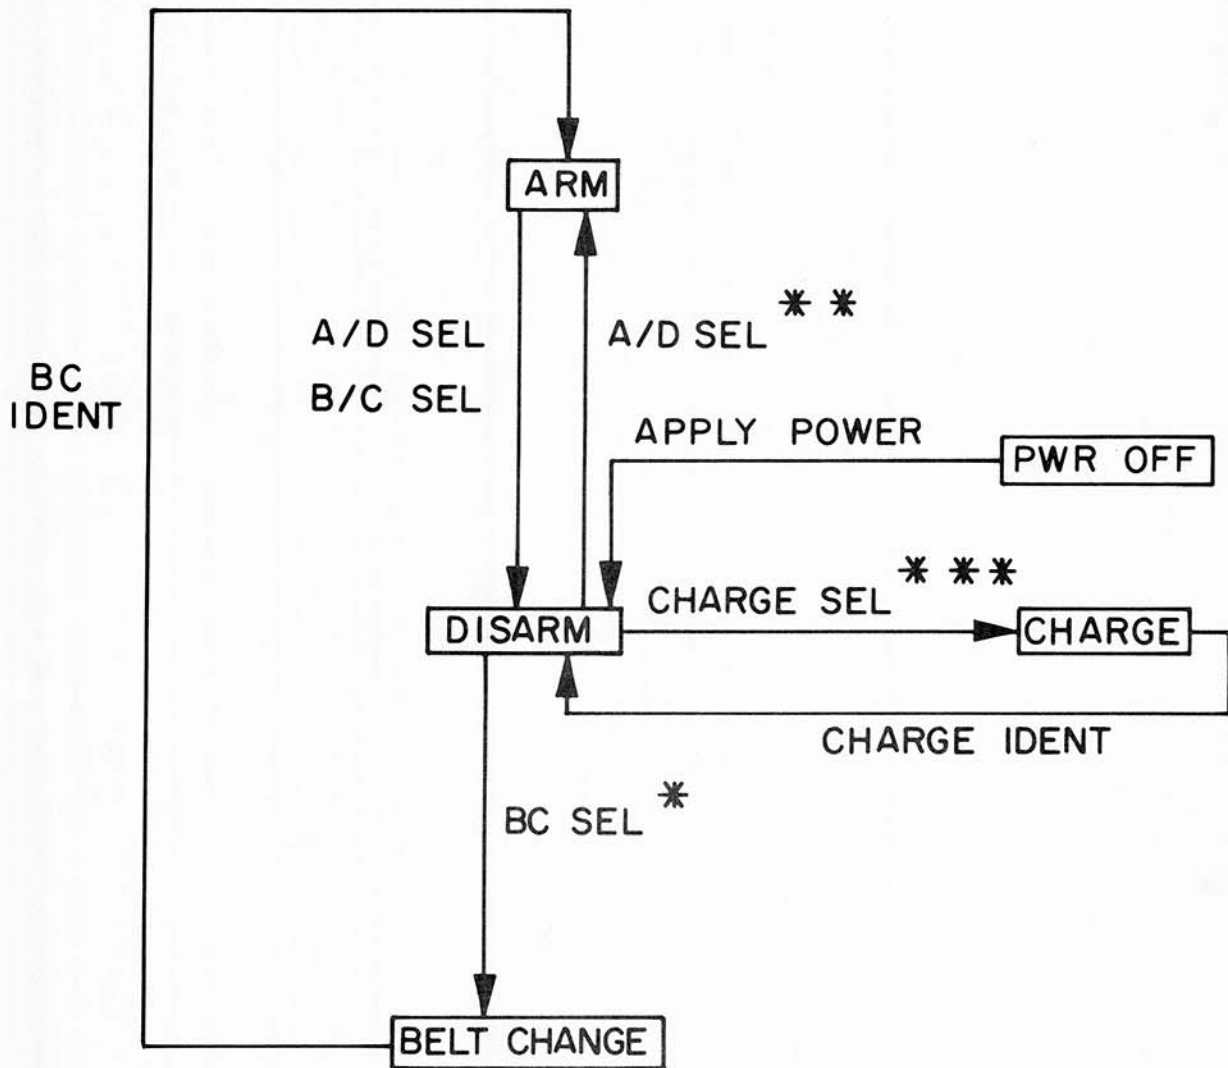 ARM
* *
A/D SEL
A/D SEL
BC
IDENT
B/C SEL
APPLY POWER
PWR OFF
* * *
CHARGE SEL
DISARM
CHARGE
CHARGE IDENT
BC SEL *
BELT CHANGE